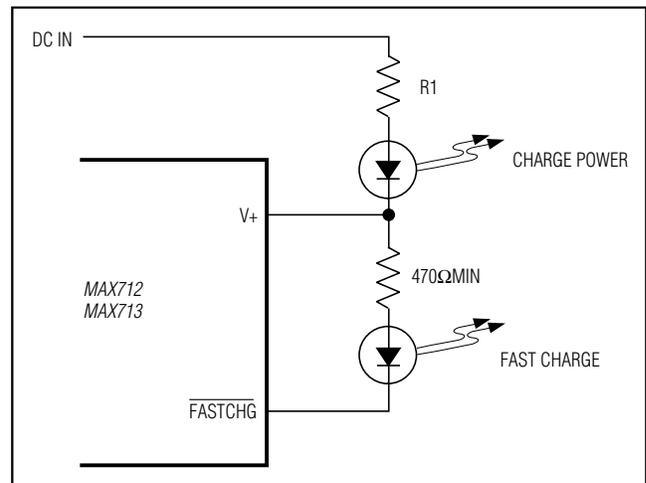 DC IN
R1
CHARGE POWER
V+
470ΩMIN
MAX712
MAX713
FAST CHARGE
FASTCHG